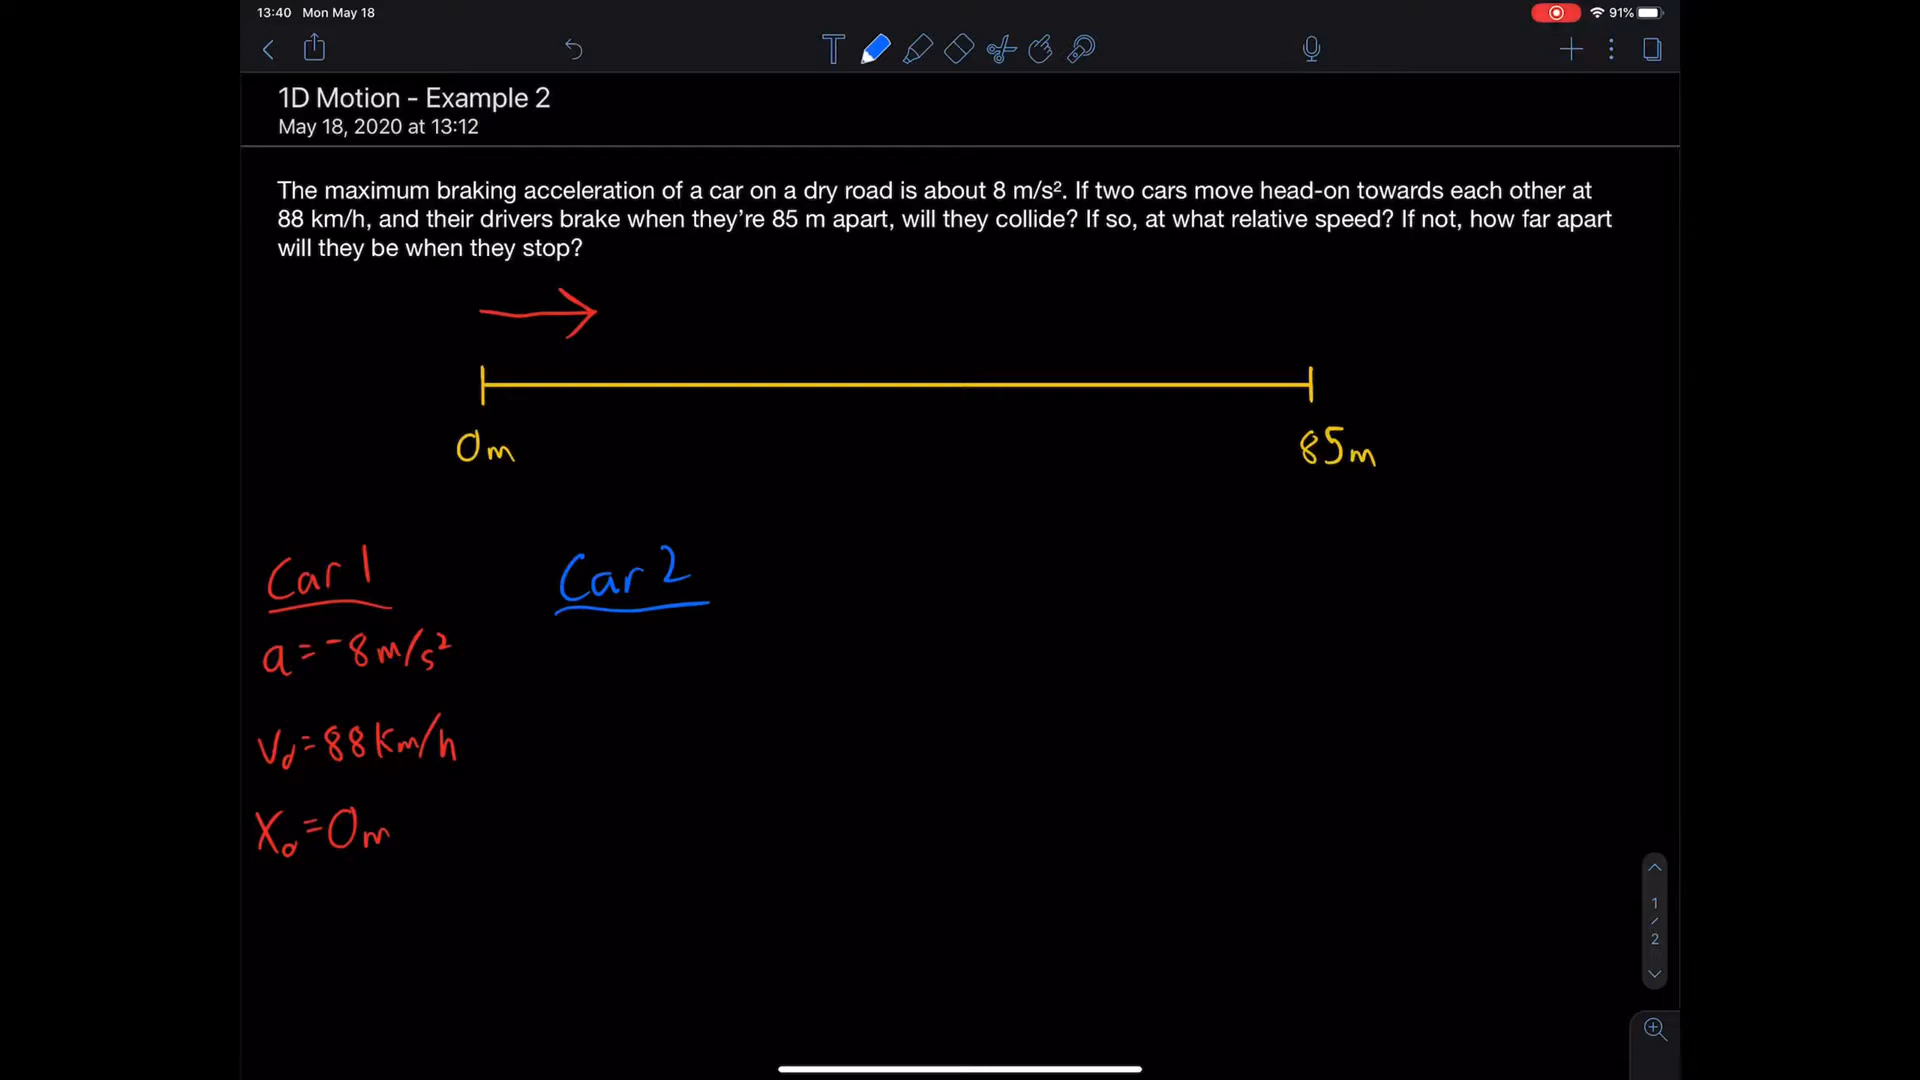 13:40 Mon May 18
91%
T
1D Motion - Example 2
May 18, 2020 at 13:12
The maximum braking acceleration of a car on a dry road is about 8 m/s². If two cars move head-on towards each other at
88 km/h, and their drivers brake when they’re 85 m apart, will they collide? If so, at what relative speed? If not, how far apart
will they be when they stop?
0m
85m
Car 1
Car 2
a = -8m/s²
V₀ = 88 Km/h
X₀ = 0m
1
/
2